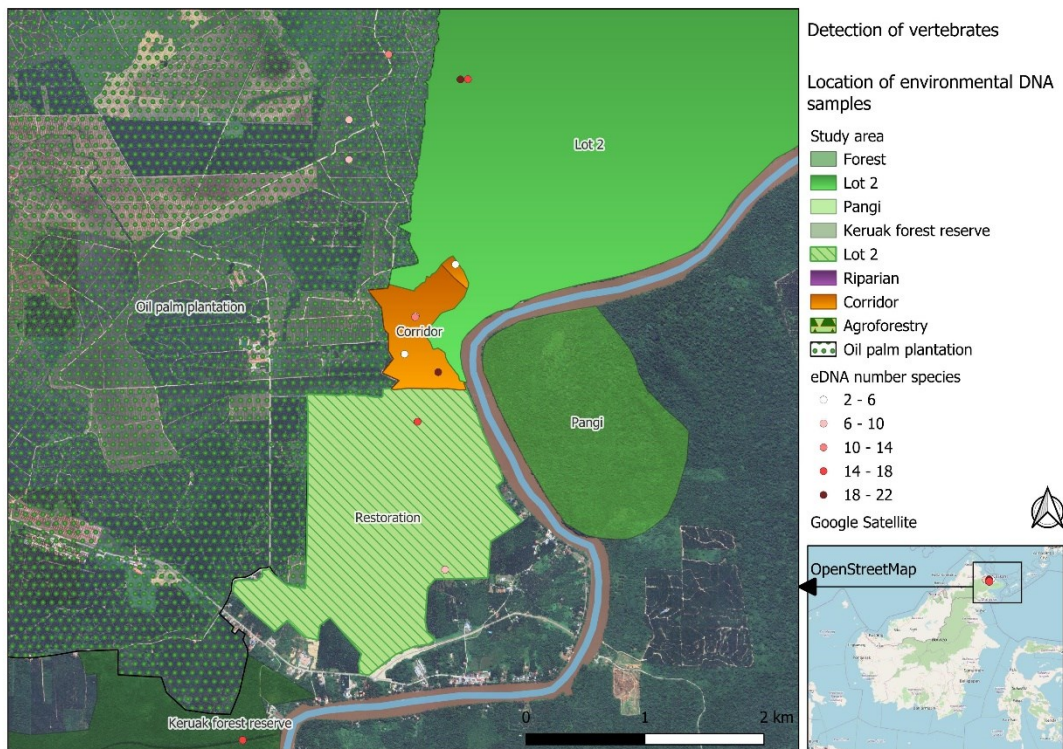 Detection of vertebrates
Location of environmental DNA
samples
Study area
Forest
Lot 2
Pangi
Keruak forest reserve
Lot 2
Riparian
Corridor
Agroforestry
Oil palm plantation
eDNA number species
2 - 6
6 - 10
10 - 14
14 - 18
18 - 22
Google Satellite
OpenStreetMap
Lot 2
Oil palm plantation
Corridor
Pangi
Restoration
Keruak forest reserve
0 1 2 km